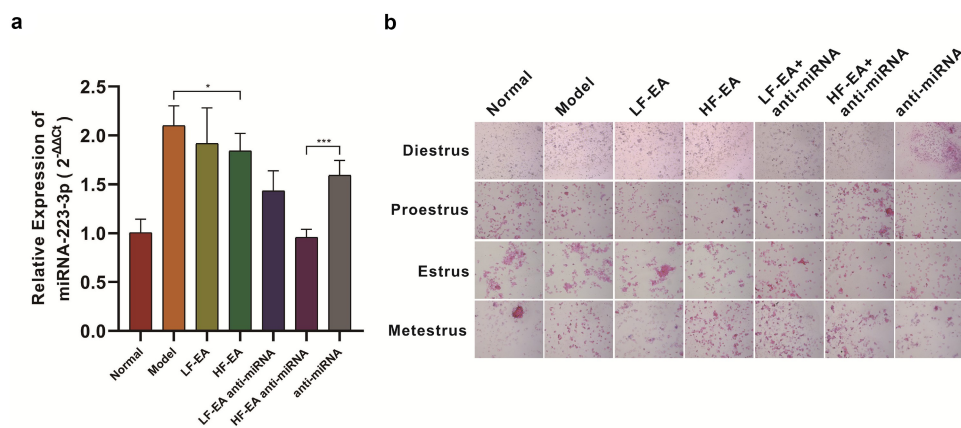 a
Relative Expression of
miRNA-223-3p ( 2^-ΔΔCt )
2.5
2.0
1.5
1.0
0.5
0.0
*
***
Normal
Model
LF-EA
HF-EA
LF-EA anti-miRNA
HF-EA anti-miRNA
anti-miRNA
b
Normal
Model
LF-EA
HF-EA
LF-EA+
anti-miRNA
HF-EA+
anti-miRNA
anti-miRNA
Diestrus
Proestrus
Estrus
Metestrus